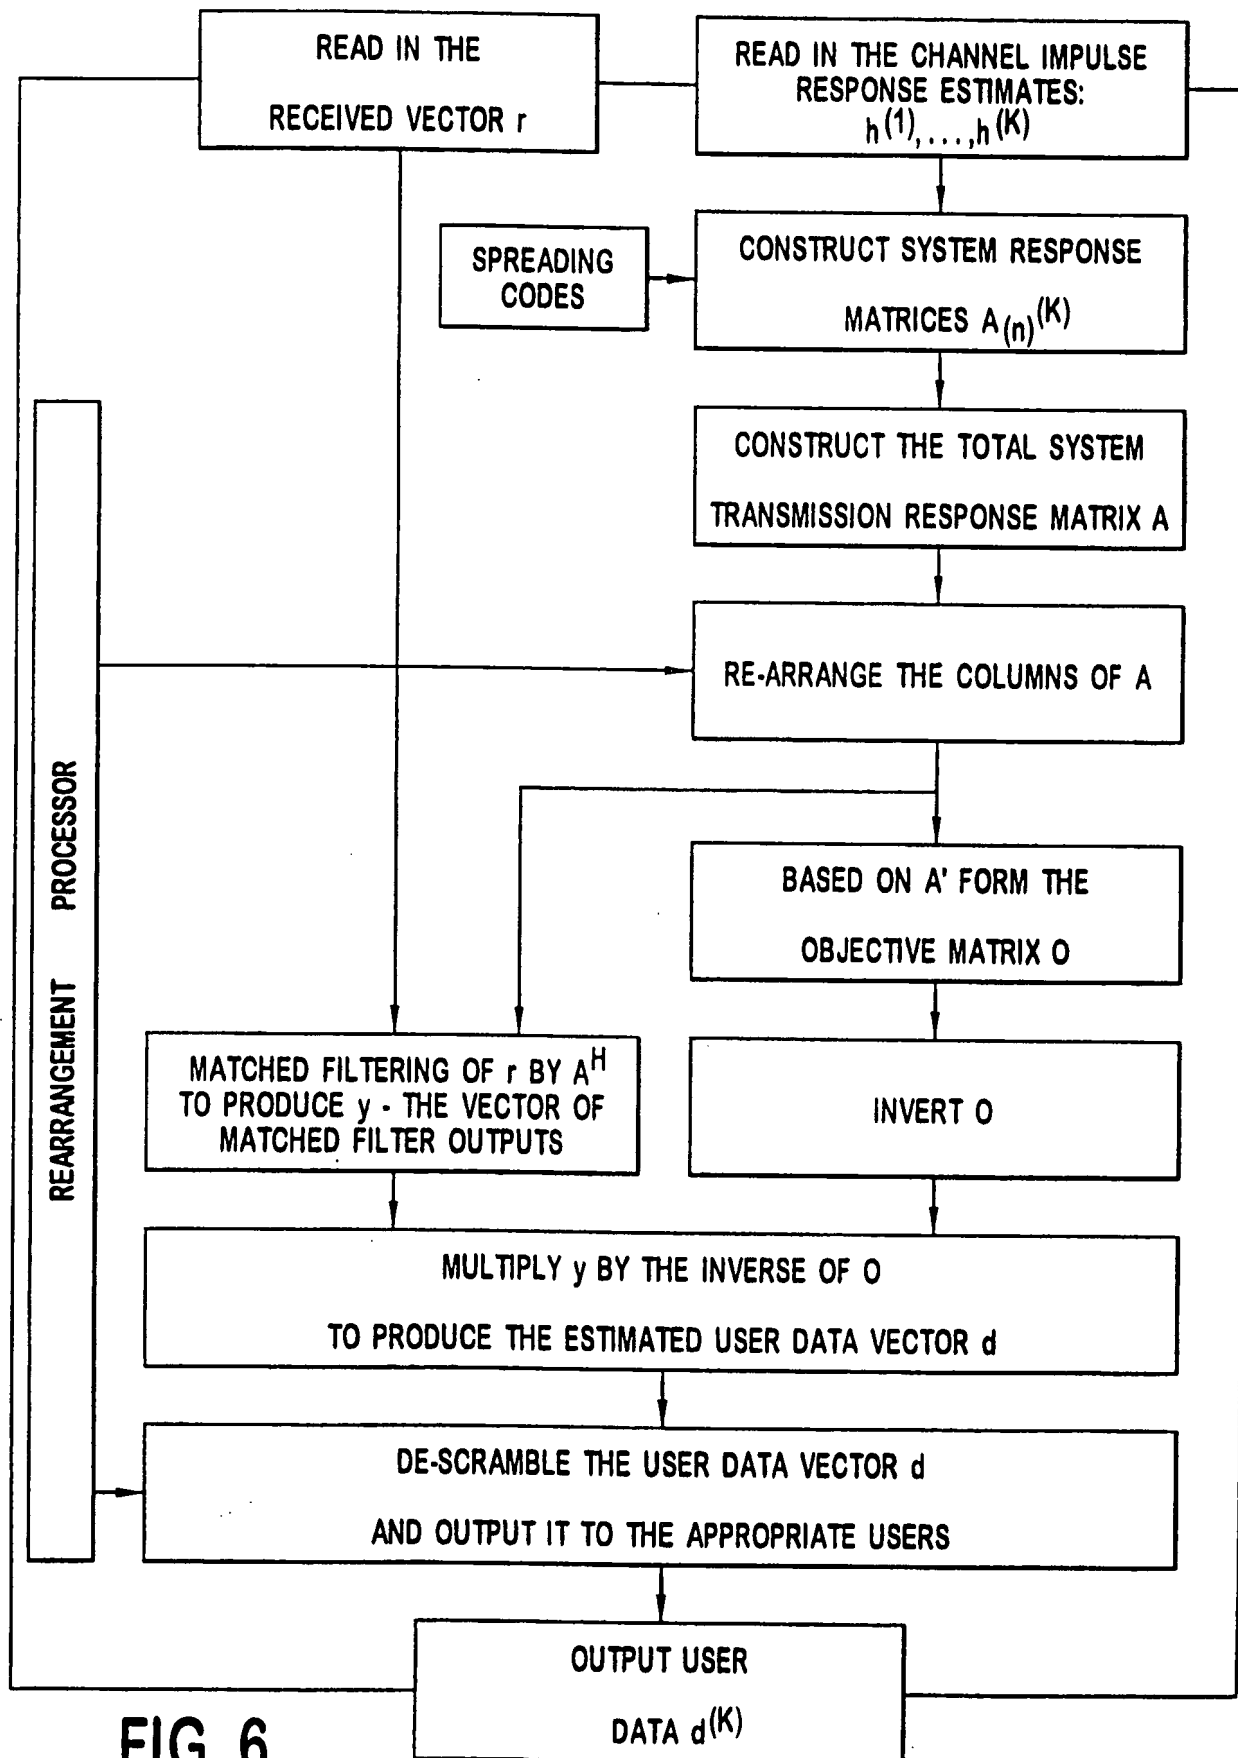 READ IN THE
RECEIVED VECTOR r
READ IN THE CHANNEL IMPULSE
RESPONSE ESTIMATES:
h(1),...,h(K)
SPREADING
CODES
CONSTRUCT SYSTEM RESPONSE
MATRICES A(n)(K)
CONSTRUCT THE TOTAL SYSTEM
TRANSMISSION RESPONSE MATRIX A
RE-ARRANGE THE COLUMNS OF A
REARRANGEMENT PROCESSOR
BASED ON A' FORM THE
OBJECTIVE MATRIX O
MATCHED FILTERING OF r BY AH
TO PRODUCE y - THE VECTOR OF
MATCHED FILTER OUTPUTS
INVERT O
MULTIPLY y BY THE INVERSE OF O
TO PRODUCE THE ESTIMATED USER DATA VECTOR d
DE-SCRAMBLE THE USER DATA VECTOR d
AND OUTPUT IT TO THE APPROPRIATE USERS
OUTPUT USER
DATA d(K)
FIG. 6